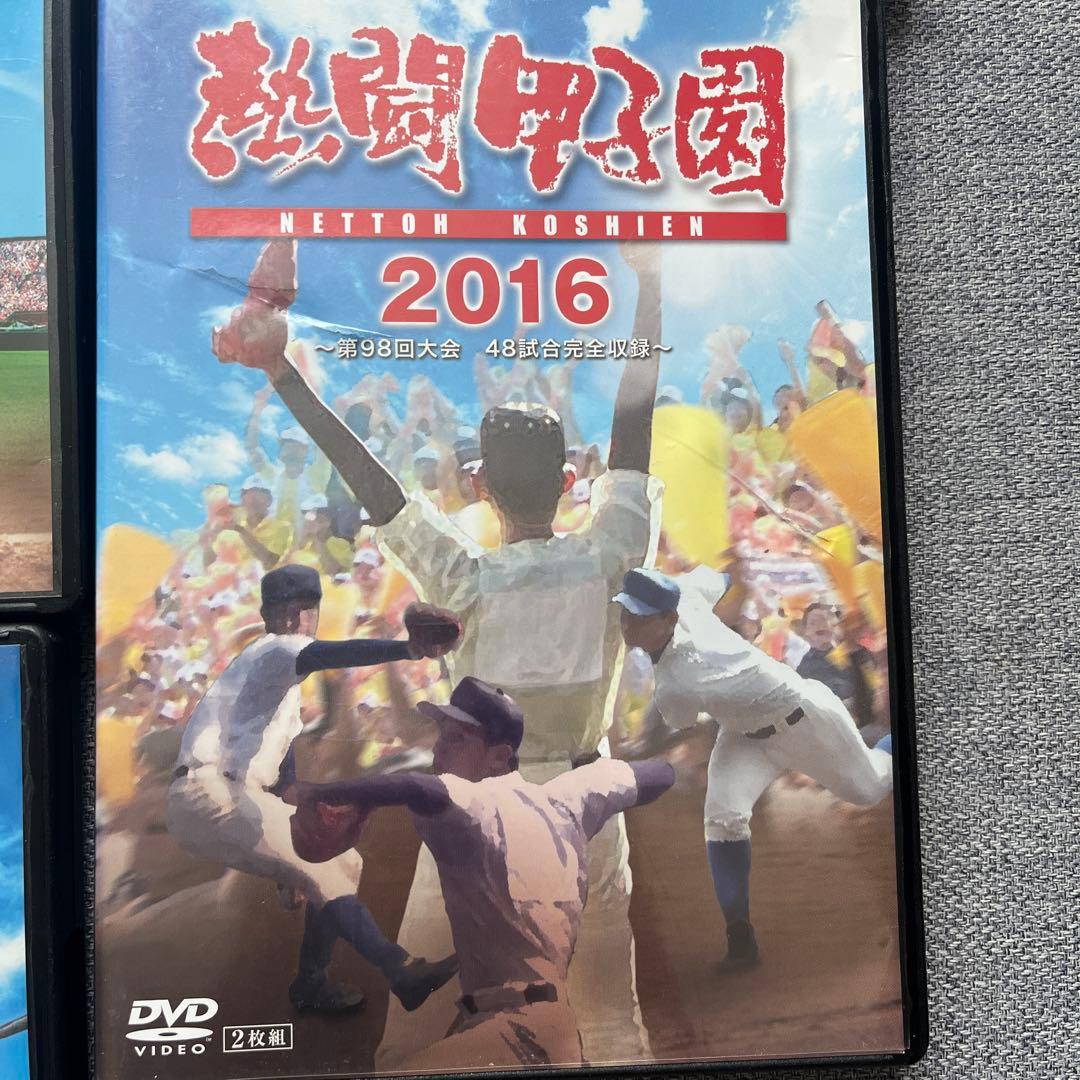 熱闘甲子園
NETTOH KOSHIEN
2016
～第98回大会 48試合完全収録～
DVD
VIDEO
2枚組